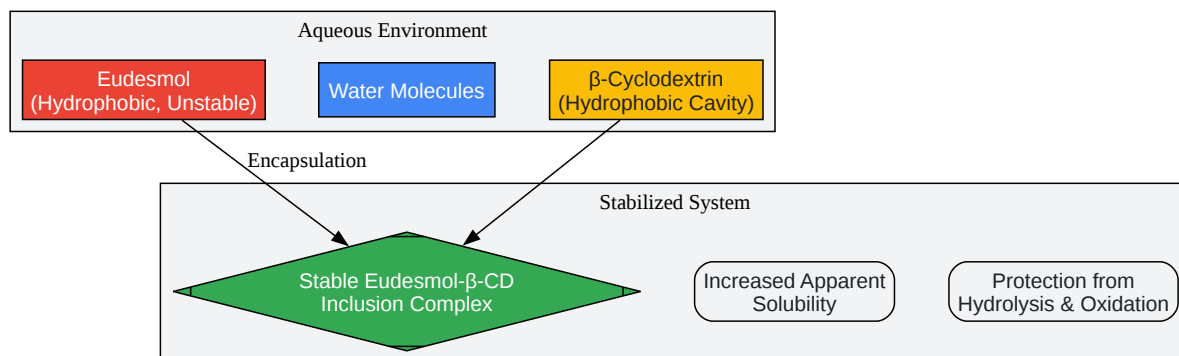 Aqueous Environment
Eudesmol
(Hydrophobic, Unstable)
Water Molecules
β-Cyclodextrin
(Hydrophobic Cavity)
Encapsulation
Stabilized System
Stable Eudesmol-β-CD
Inclusion Complex
Increased Apparent
Solubility
Protection from
Hydrolysis & Oxidation